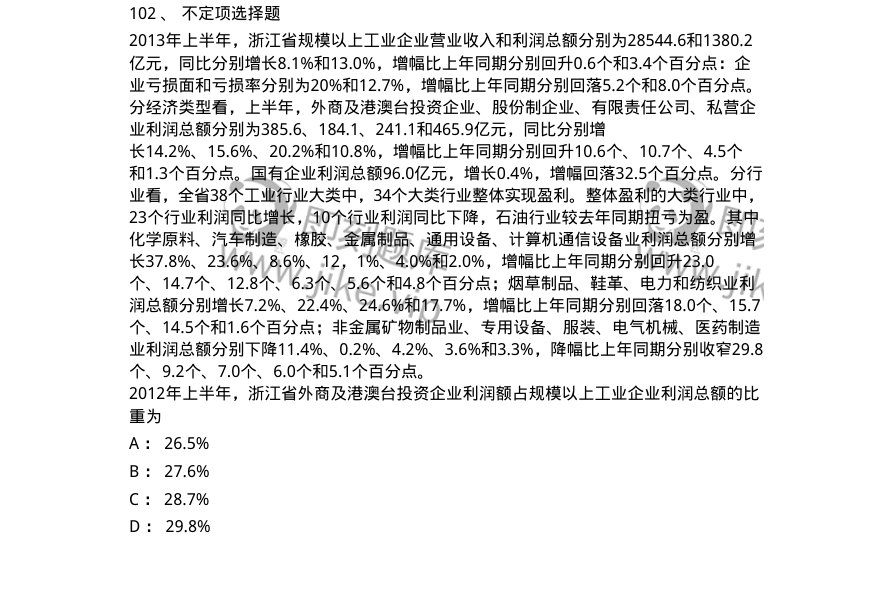 102 、 不定项选择题
2013年上半年，浙江省规模以上工业企业营业收入和利润总额分别为28544.6和1380.2
亿元，同比分别增长8.1%和13.0%，增幅比上年同期分别回升0.6个和3.4个百分点：企
业亏损面和亏损率分别为20%和12.7%，增幅比上年同期分别回落5.2个和8.0个百分点。
分经济类型看，上半年，外商及港澳台投资企业、股份制企业、有限责任公司、私营企
业利润总额分别为385.6、184.1、241.1和465.9亿元，同比分别增
长14.2%、15.6%、20.2%和10.8%，增幅比上年同期分别回升10.6个、10.7个、4.5个
和1.3个百分点。国有企业利润总额96.0亿元，增长0.4%，增幅回落32.5个百分点。分行
业看，全省38个工业行业大类中，34个大类行业整体实现盈利。整体盈利的大类行业中，
23个行业利润同比增长，10个行业利润同比下降，石油行业较去年同期扭亏为盈。其中
化学原料、汽车制造、橡胶、金属制品、通用设备、计算机通信设备业利润总额分别增
长37.8%、23.6%、8.6%、12，1%、4.0%和2.0%，增幅比上年同期分别回升23.0
个、14.7个、12.8个、6.3个、5.6个和4.8个百分点；烟草制品、鞋革、电力和纺织业利
润总额分别增长7.2%、22.4%、24.6%和17.7%，增幅比上年同期分别回落18.0个、15.7
个、14.5个和1.6个百分点；非金属矿物制品业、专用设备、服装、电气机械、医药制造
业利润总额分别下降11.4%、0.2%、4.2%、3.6%和3.3%，降幅比上年同期分别收窄29.8
个、9.2个、7.0个、6.0个和5.1个百分点。
2012年上半年，浙江省外商及港澳台投资企业利润额占规模以上工业企业利润总额的比
重为
A ： 26.5%
B ： 27.6%
C ： 28.7%
D ： 29.8%
即刻题库
www.jike.vip
即刻
www.jike.vip